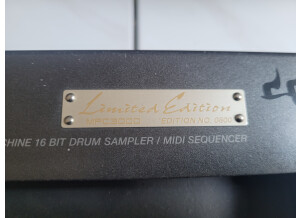 Limited Edition
EDITION NO.
CHINE 16 BIT DRUM SAMPLER / MIDI SEQUENCER